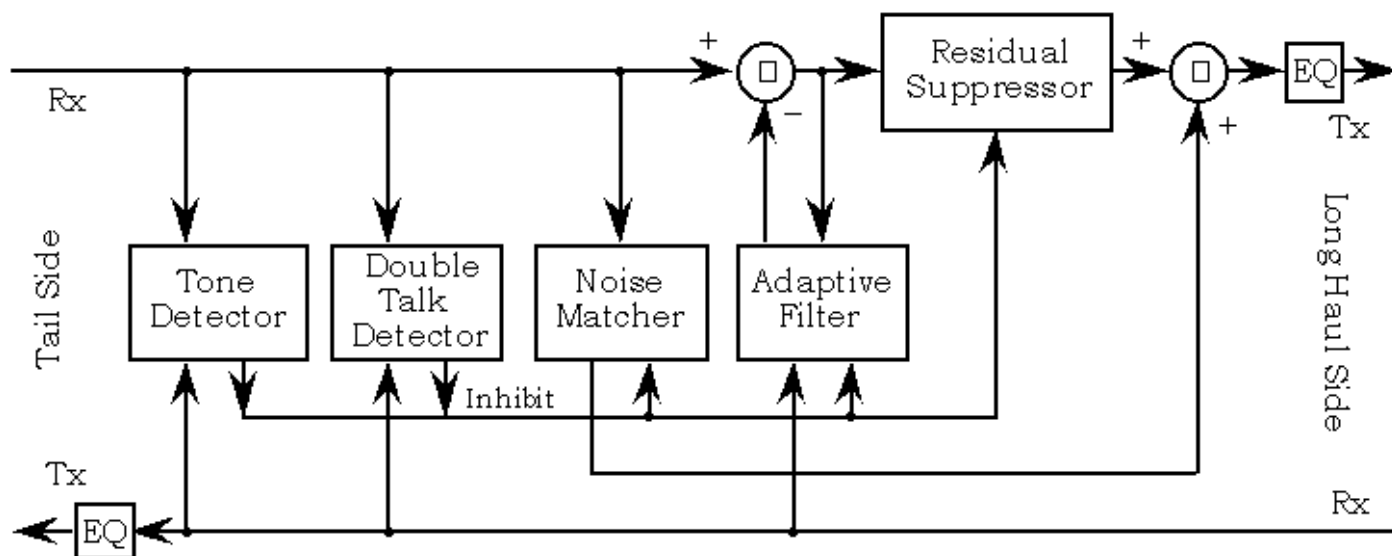 +
+
Residual
Suppressor
EQ
Rx
−
+
Tx
Tail Side
Tone
Detector
Double
Talk
Detector
Noise
Matcher
Adaptive
Filter
Long Haul Side
Inhibit
Tx
EQ
Rx